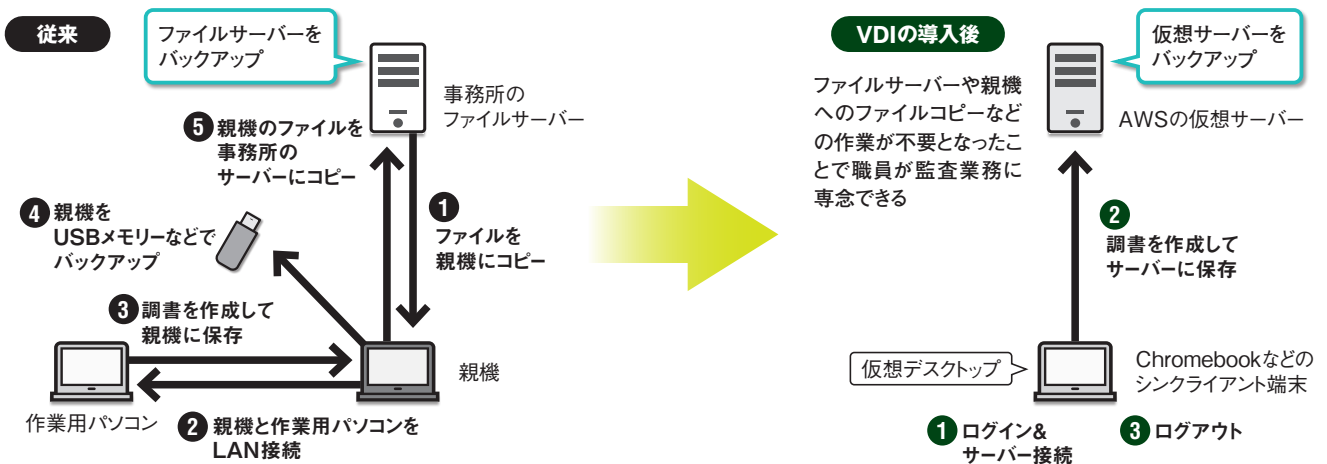 従来
ファイルサーバーを
バックアップ
事務所の
ファイルサーバー
5 親機のファイルを
事務所の
サーバーにコピー
1
ファイルを
親機にコピー
4 親機を
USBメモリーなどで
バックアップ
3 調書を作成して
親機に保存
親機
作業用パソコン
2 親機と作業用パソコンを
LAN接続
VDIの導入後
仮想サーバーを
バックアップ
ファイルサーバーや親機
へのファイルコピーなど
の作業が不要となったこ
とで職員が監査業務に
専念できる
AWSの仮想サーバー
2
調書を作成して
サーバーに保存
仮想デスクトップ
Chromebookなどの
シンクライアント端末
1 ログイン&
サーバー接続
3 ログアウト